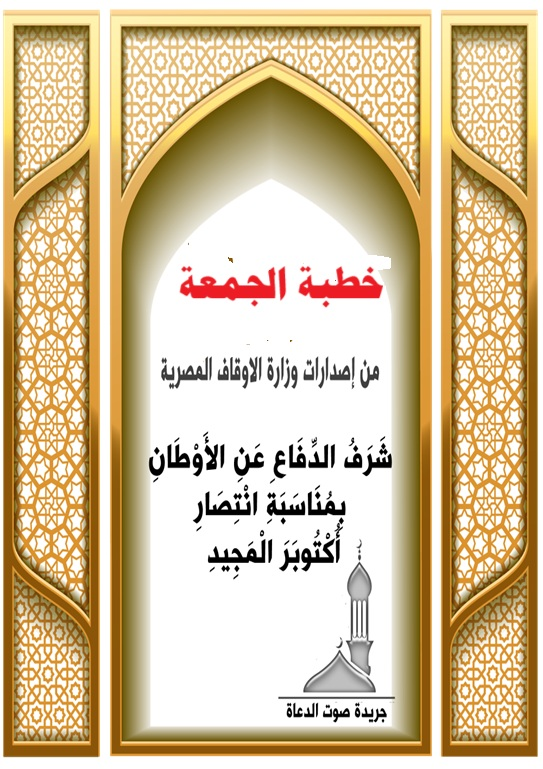 خطبة الجمعة
من إصدارات وزارة الاوقاف المصرية
شَرَفُ الدِّفَاعِ عَنِ الأَوْطَانِ
بِمُنَاسَبَةِ انْتِصَارِ
أُكْتُوبَرَ الْمَجِيدِ
جريدة صوت الدعاة